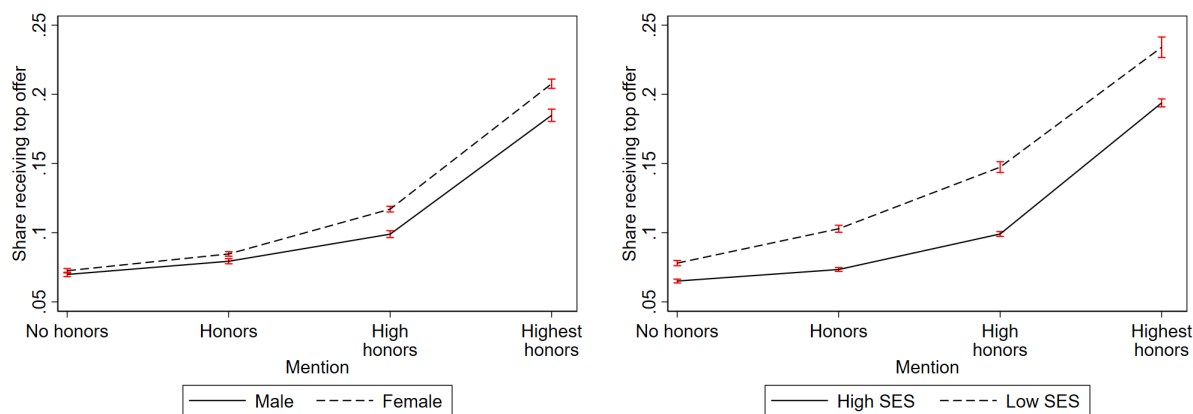 Share receiving top offer
.25
.2
.15
.1
.05
No honors
Honors
High
honors
Highest
honors
Mention
Male
Female
Share receiving top offer
.25
.2
.15
.1
.05
No honors
Honors
High
honors
Highest
honors
Mention
High SES
Low SES